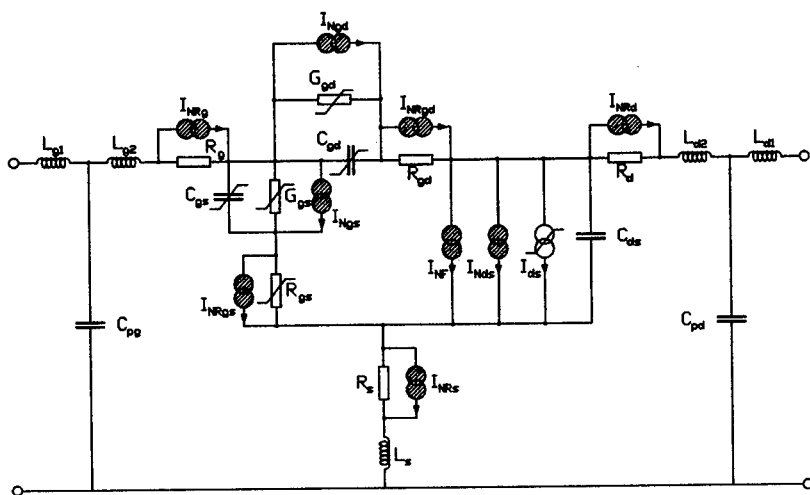 I_Ngd
G_gd
I_NRg
I_NRgd
I_NRd
L_g1
L_g2
R_g
C_gd
R_gd
R_d
L_d2
L_d1
C_gs
G_gs
I_Ngs
I_NF
I_Nds
I_ds
C_ds
I_NRgs
R_gs
C_pg
C_pd
R_s
I_NRs
L_s